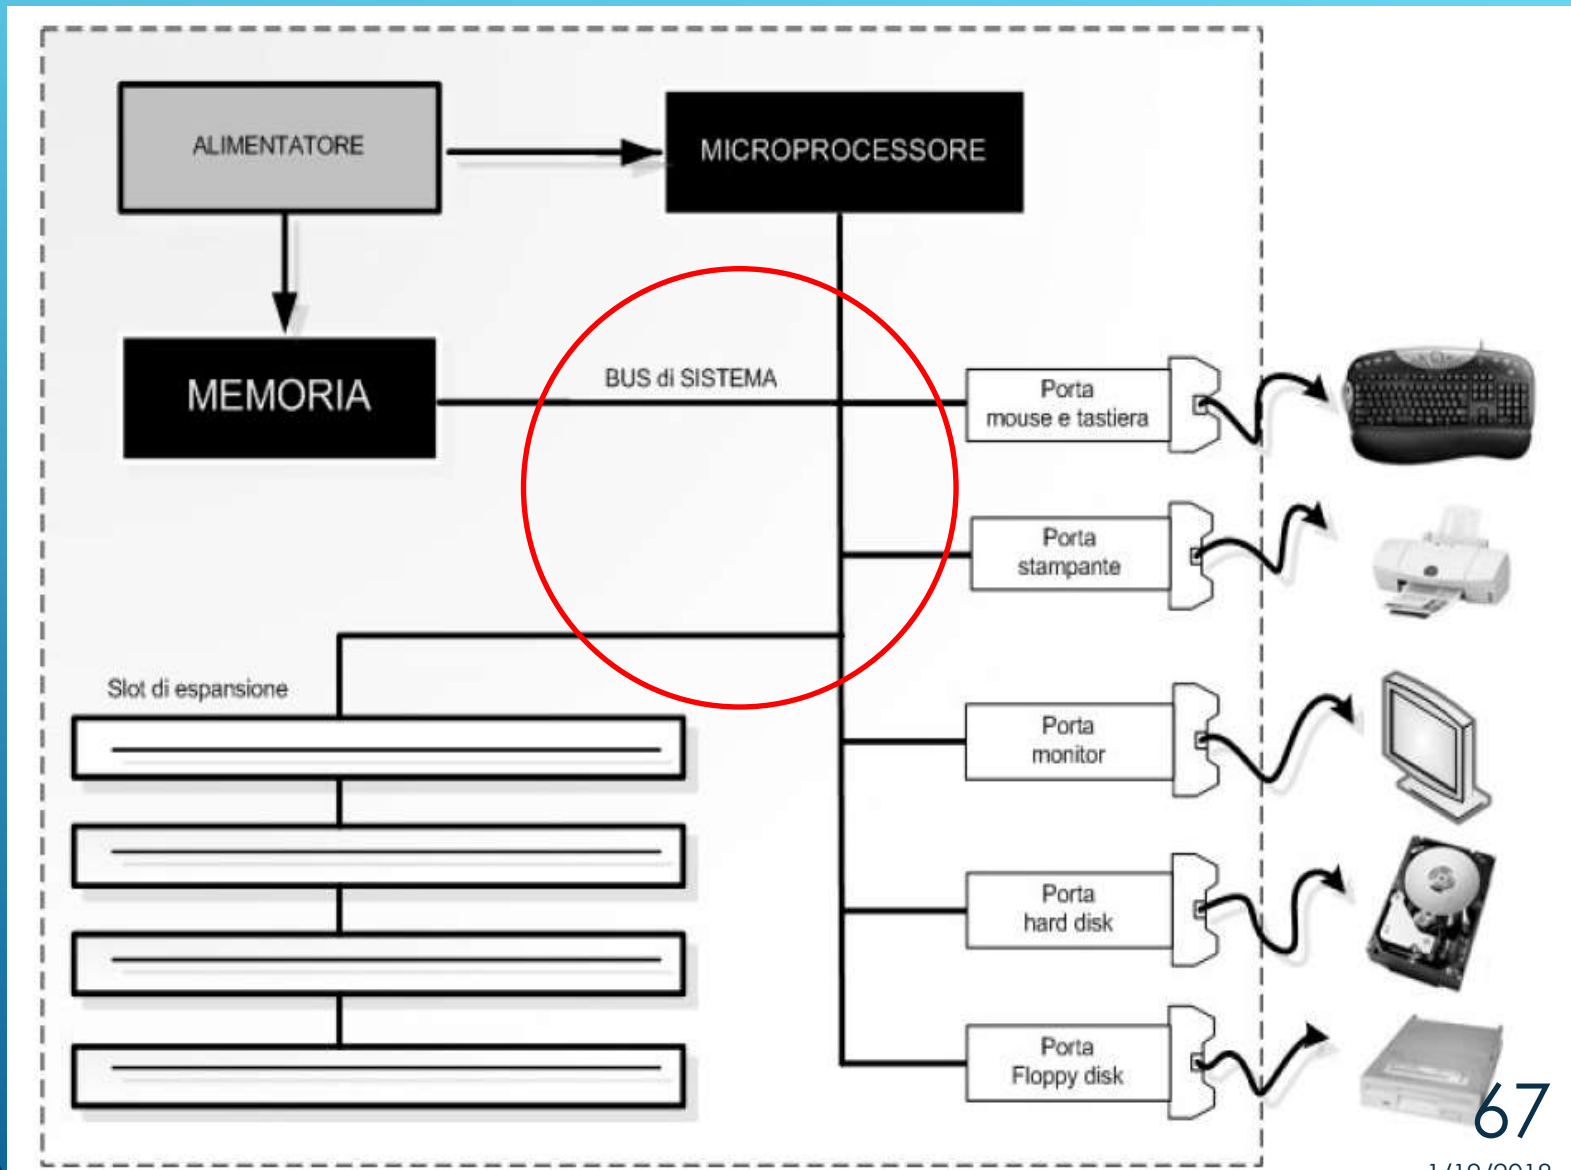 ALIMENTATORE
MICROPROCESSORE
MEMORIA
BUS di SISTEMA
Porta
mouse e tastiera
Porta
stampante
Slot di espansione
Porta
monitor
Porta
hard disk
Porta
Floppy disk
67